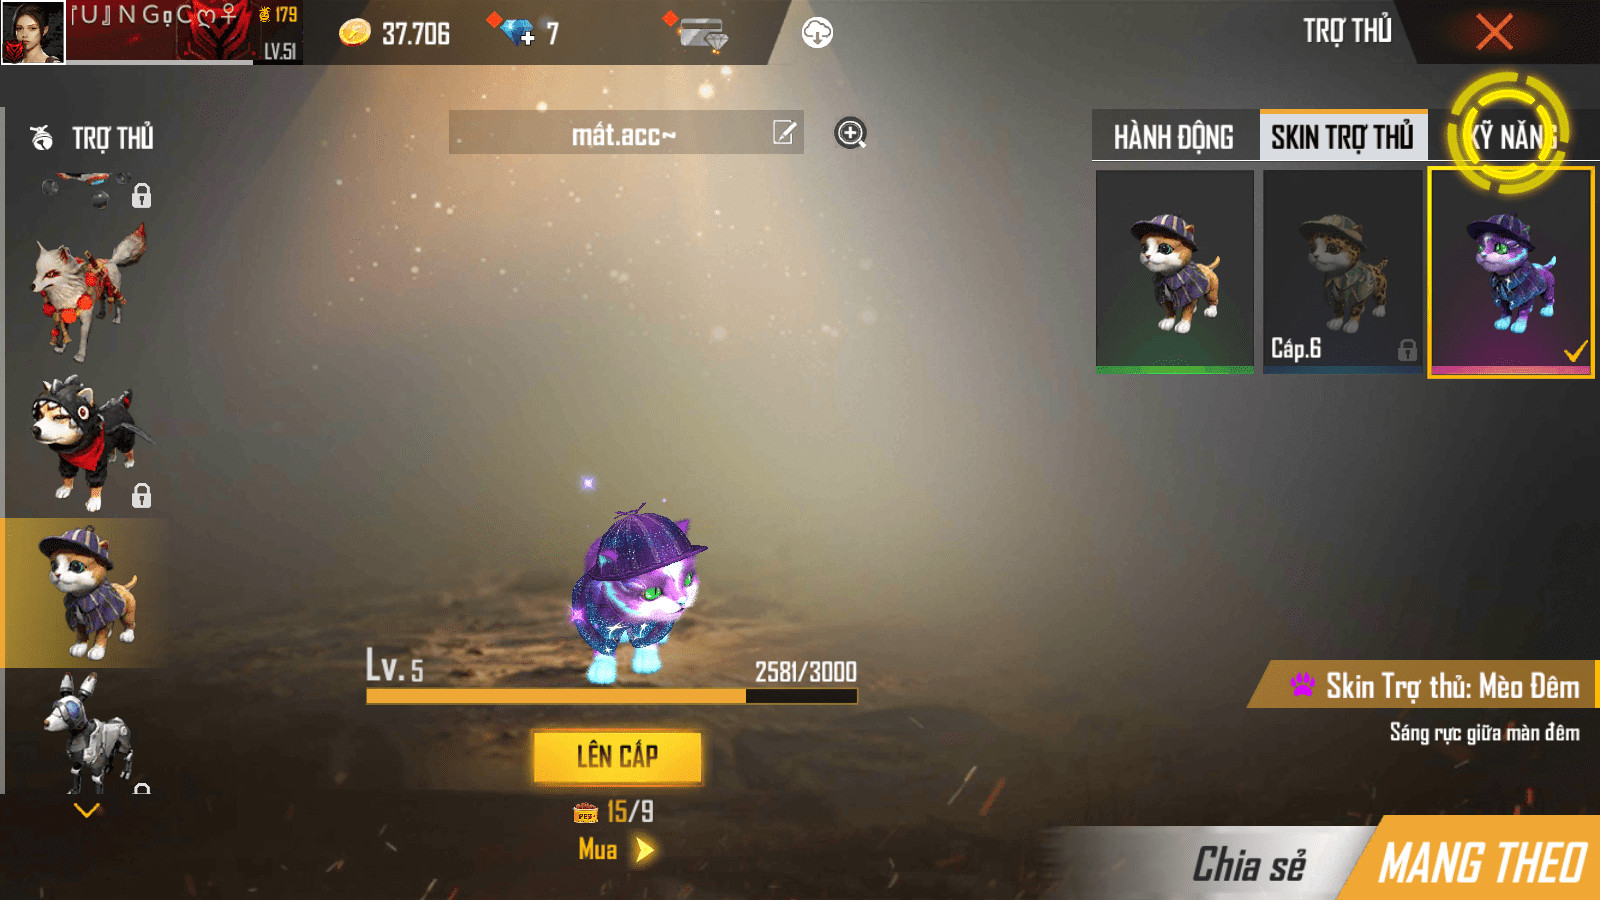 『U』N G ọ C ღ♀
179
LV.51
37.706
7
TRỢ THỦ
TRỢ THỦ
mất.acc~
HÀNH ĐỘNG
SKIN TRỢ THỦ
KỸ NĂNG
Cấp.6
Lv. 5
2581/3000
LÊN CẤP
15/9
Mua
Skin Trợ thủ: Mèo Đêm
Sáng rực giữa màn đêm
Chia sẻ
MANG THEO